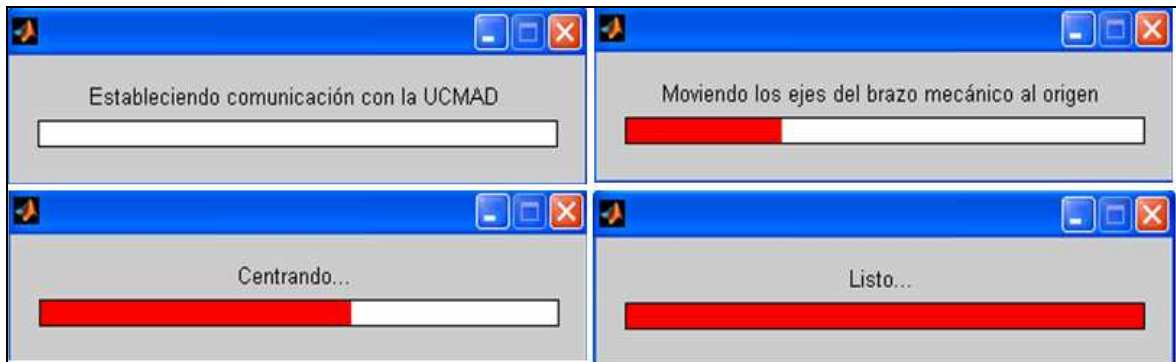 Estableciendo comunicación con la UCMAD
Moviendo los ejes del brazo mecánico al origen
Centrando...
Listo...